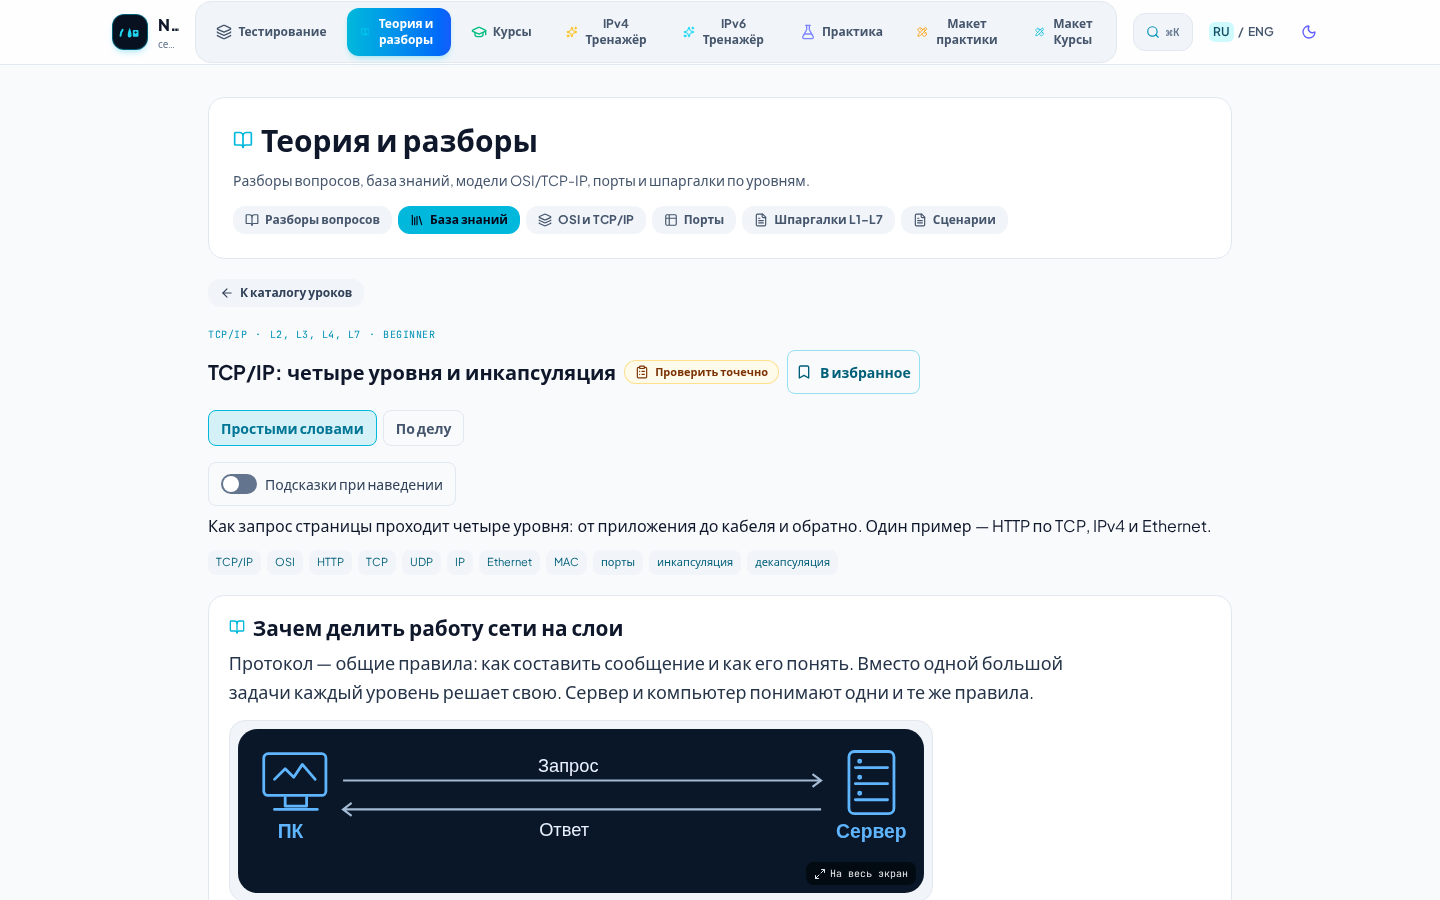 N...
се...
Тестирование
Теория и
разборы
Курсы
IPv4
Тренажёр
IPv6
Тренажёр
Практика
Макет
практики
Макет
Курсы
⌘K
RU / ENG
Теория и разборы
Разборы вопросов, база знаний, модели OSI/TCP-IP, порты и шпаргалки по уровням.
Разборы вопросов
База знаний
OSI и TCP/IP
Порты
Шпаргалки L1–L7
Сценарии
К каталогу уроков
TCP/IP · L2, L3, L4, L7 · BEGINNER
TCP/IP: четыре уровня и инкапсуляция
Проверить точечно
В избранное
Простыми словами
По делу
Подсказки при наведении
Как запрос страницы проходит четыре уровня: от приложения до кабеля и обратно. Один пример — HTTP по TCP, IPv4 и Ethernet.
TCP/IP
OSI
HTTP
TCP
UDP
IP
Ethernet
MAC
порты
инкапсуляция
декапсуляция
Зачем делить работу сети на слои
Протокол — общие правила: как составить сообщение и как его понять. Вместо одной большой
задачи каждый уровень решает свою. Сервер и компьютер понимают одни и те же правила.
Запрос
Ответ
ПК
Сервер
На весь экран